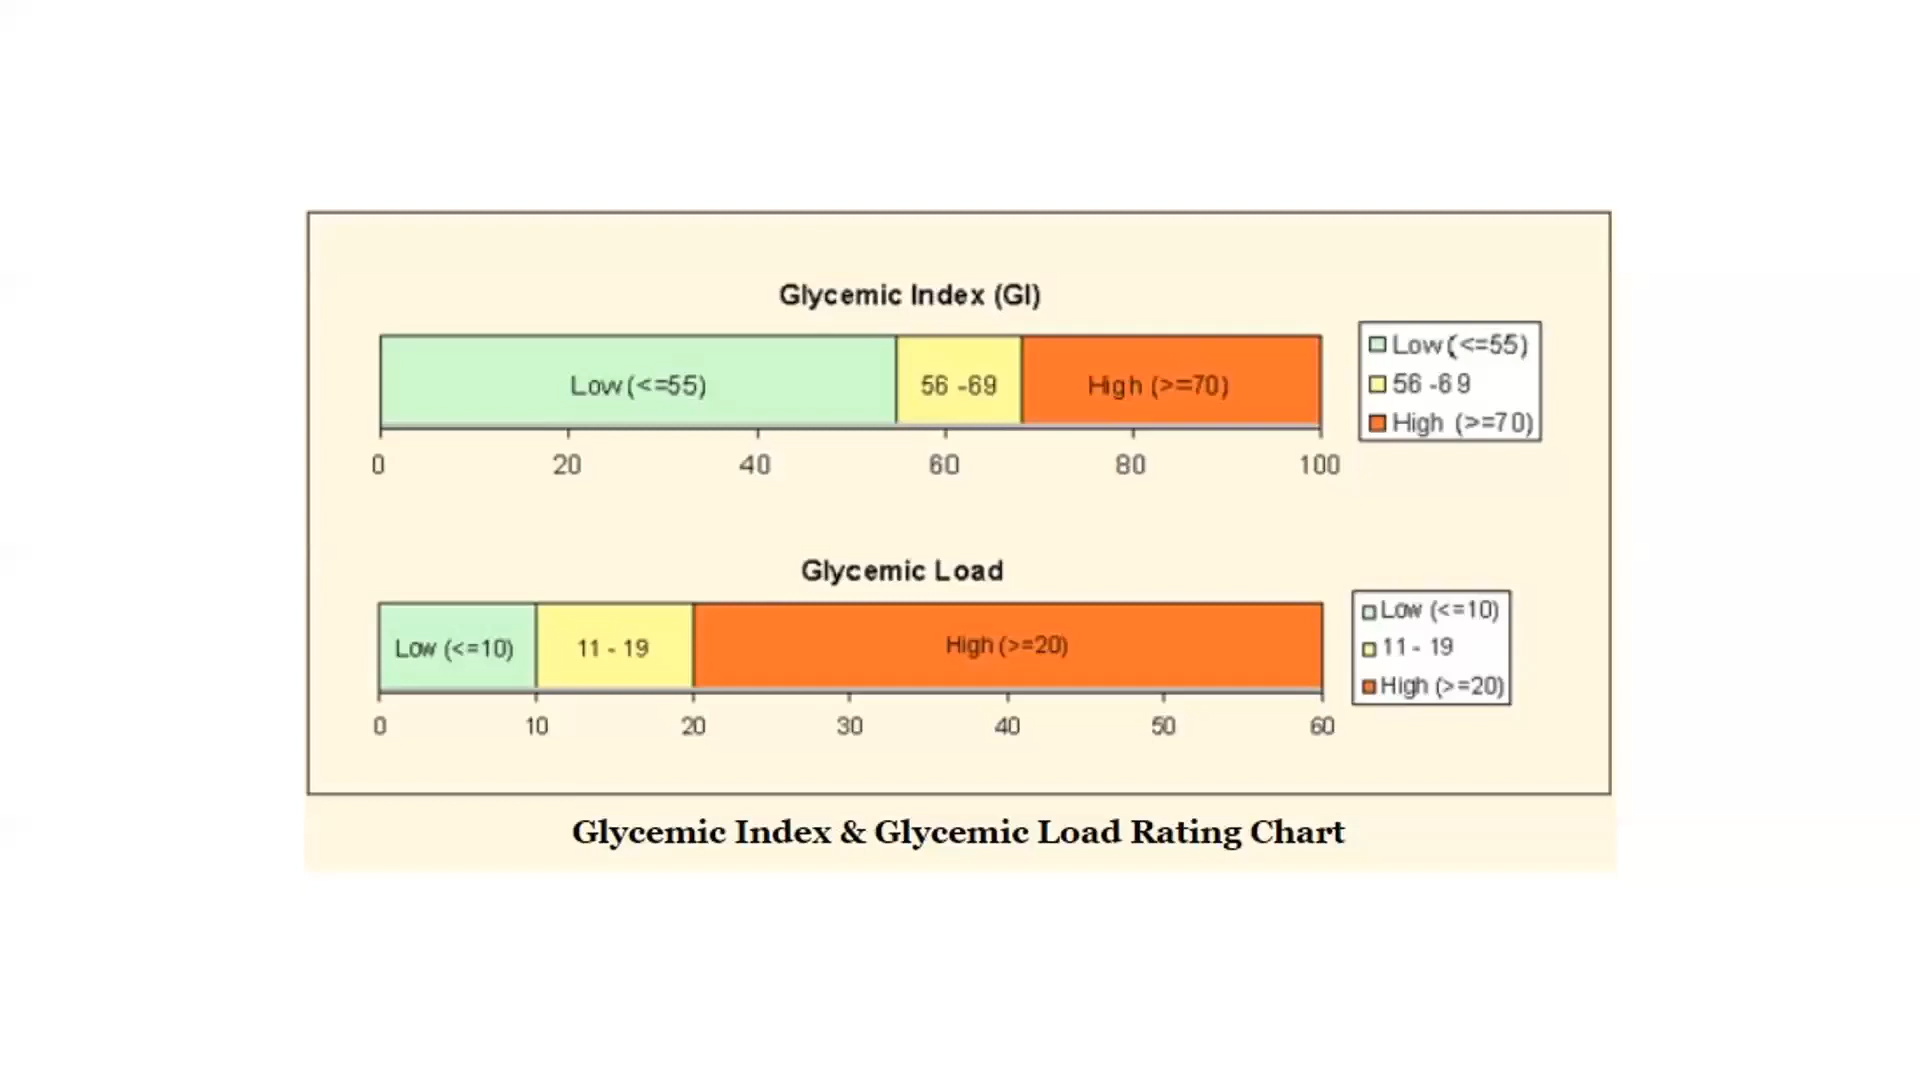 Glycemic Index (GI)
Low (<=55)
56 -69
High (>=70)
Low (<=55)
56 -69
High (>=70)
0 20 40 60 80 100
Glycemic Load
Low (<=10)
11 - 19
High (>=20)
Low (<=10)
11 - 19
High (>=20)
0 10 20 30 40 50 60
Glycemic Index & Glycemic Load Rating Chart